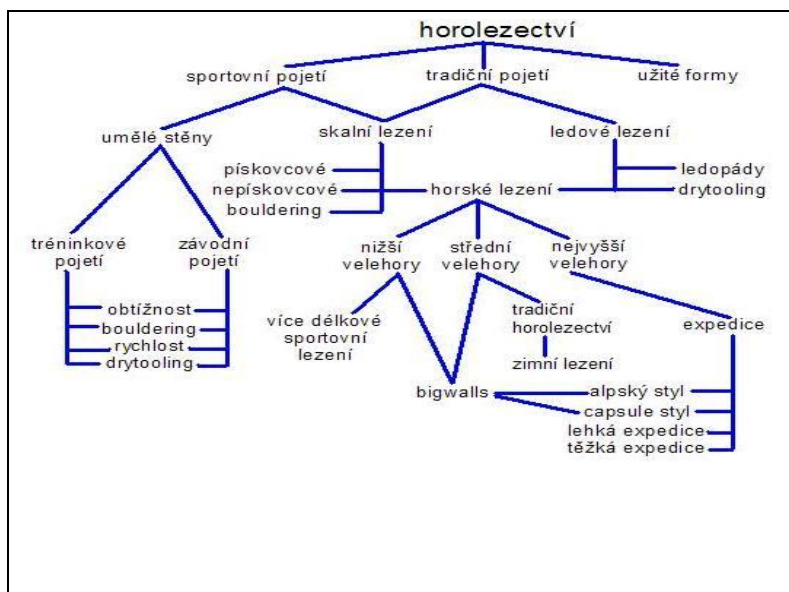 horolezectví
sportovní pojetí
tradiční pojetí
užité formy
umělé stěny
skalní lezení
ledové lezení
pískovcové
nepískovcové
bouldering
horské lezení
ledopády
drytooling
tréninkové
pojetí
závodní
pojetí
nižší
velehory
střední
velehory
nejvyšší
velehory
obtížnost
bouldering
rychlost
drytooling
více délkové
sportovní
lezení
tradiční
horolezectví
zimní lezení
expedice
bigwalls
alpský styl
capsule styl
lehká expedice
těžká expedice